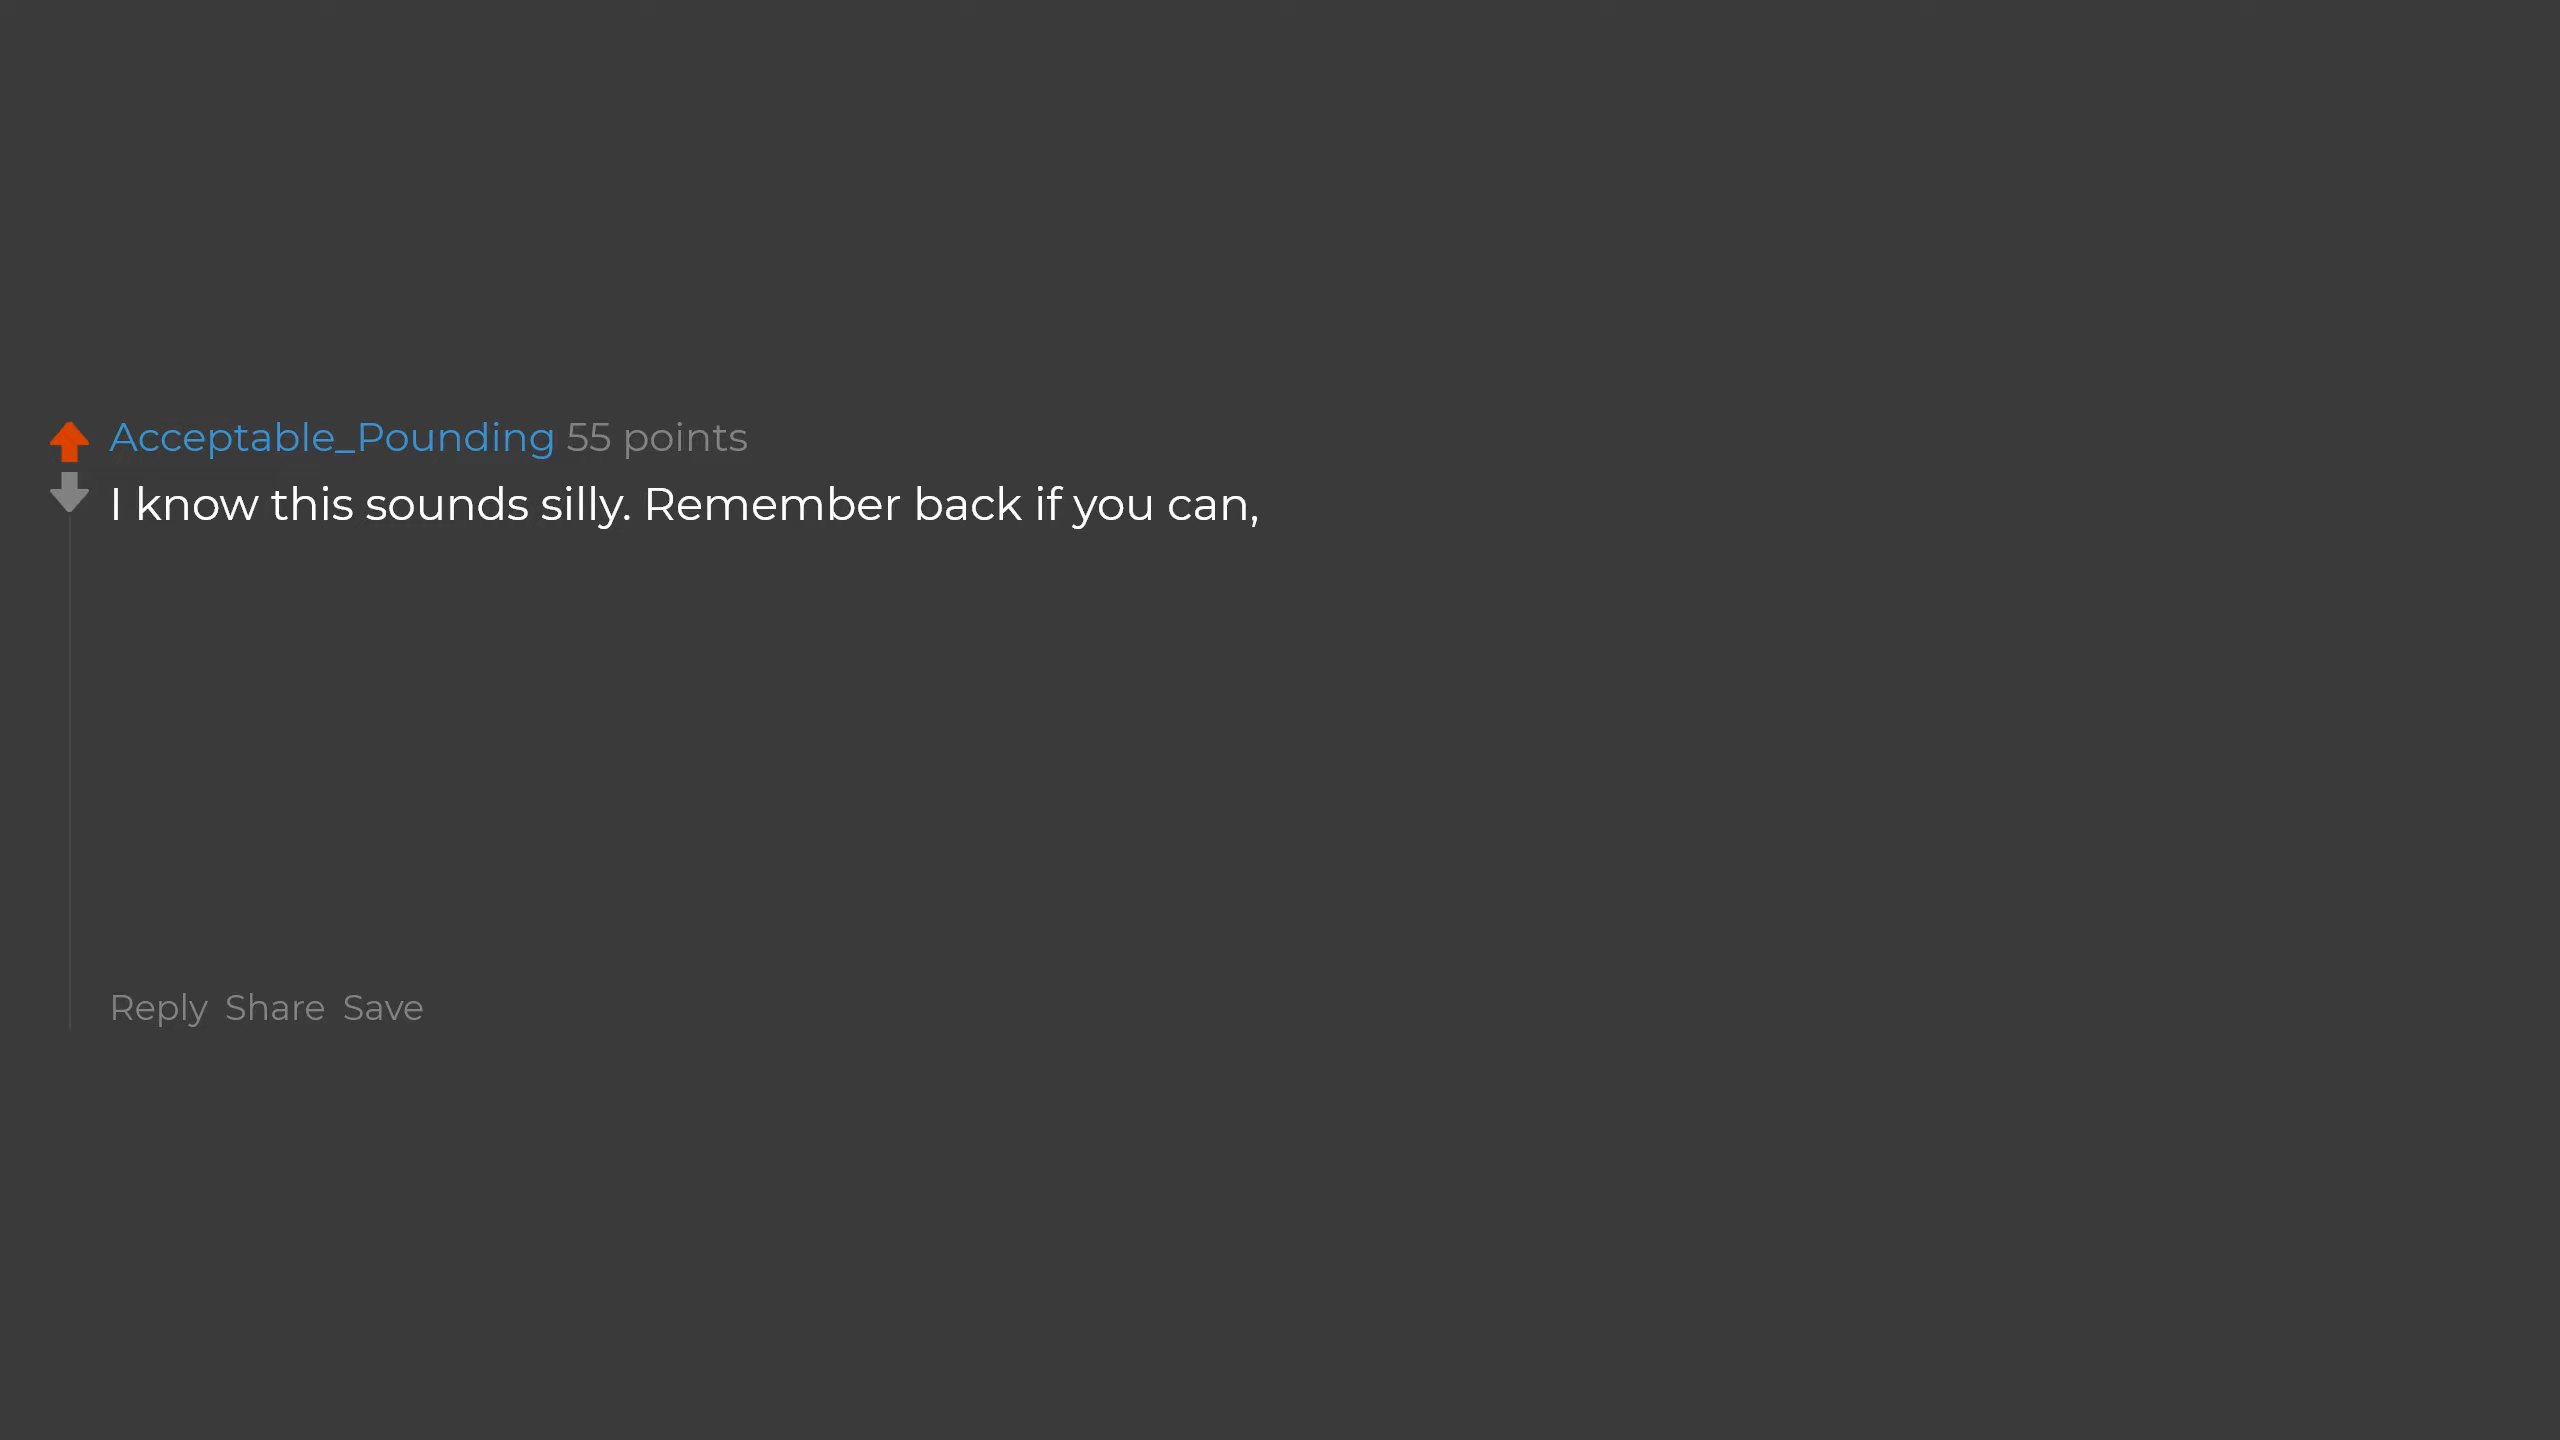 Acceptable_Pounding 55 points
I know this sounds silly. Remember back if you can,
Reply Share Save